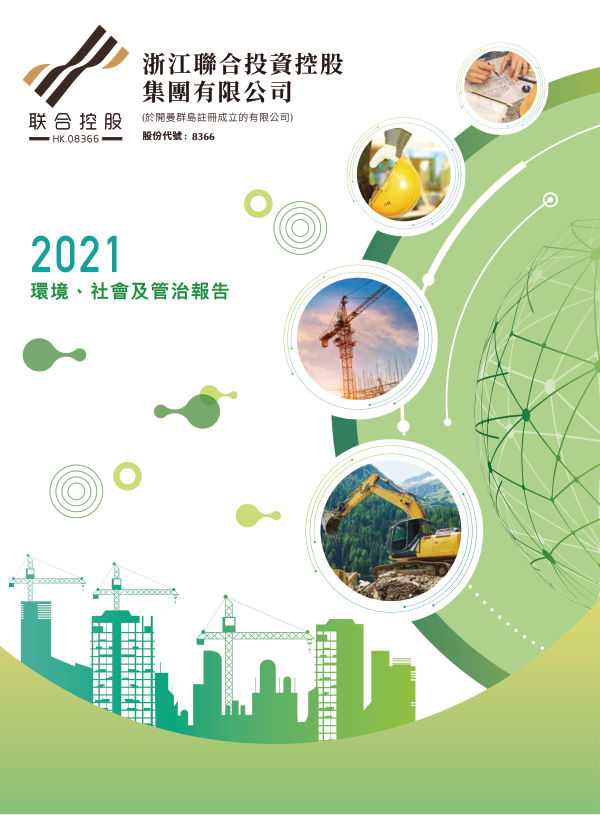 联合控股
HK.08366
浙江聯合投資控股
集團有限公司
(於開曼群島註冊成立的有限公司)
股份代號：8366
2021
環境、社會及管治報告